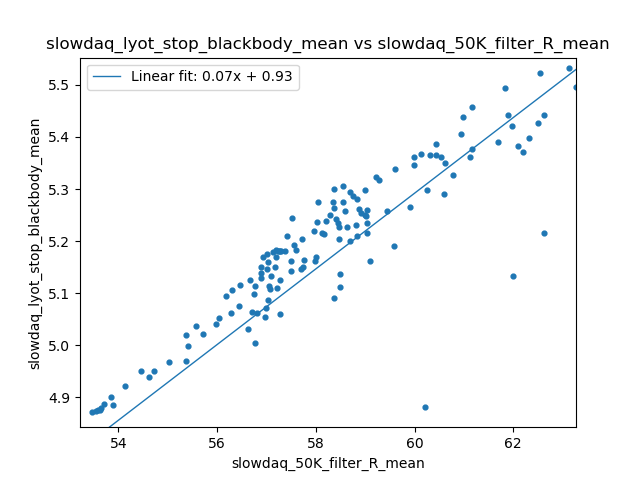 slowdaq_lyot_stop_blackbody_mean vs slowdaq_50K_filter_R_mean
Linear fit: 0.07x + 0.93
5.5
5.4
5.3
5.2
5.1
5.0
4.9
slowdaq_lyot_stop_blackbody_mean
54 56 58 60 62
slowdaq_50K_filter_R_mean